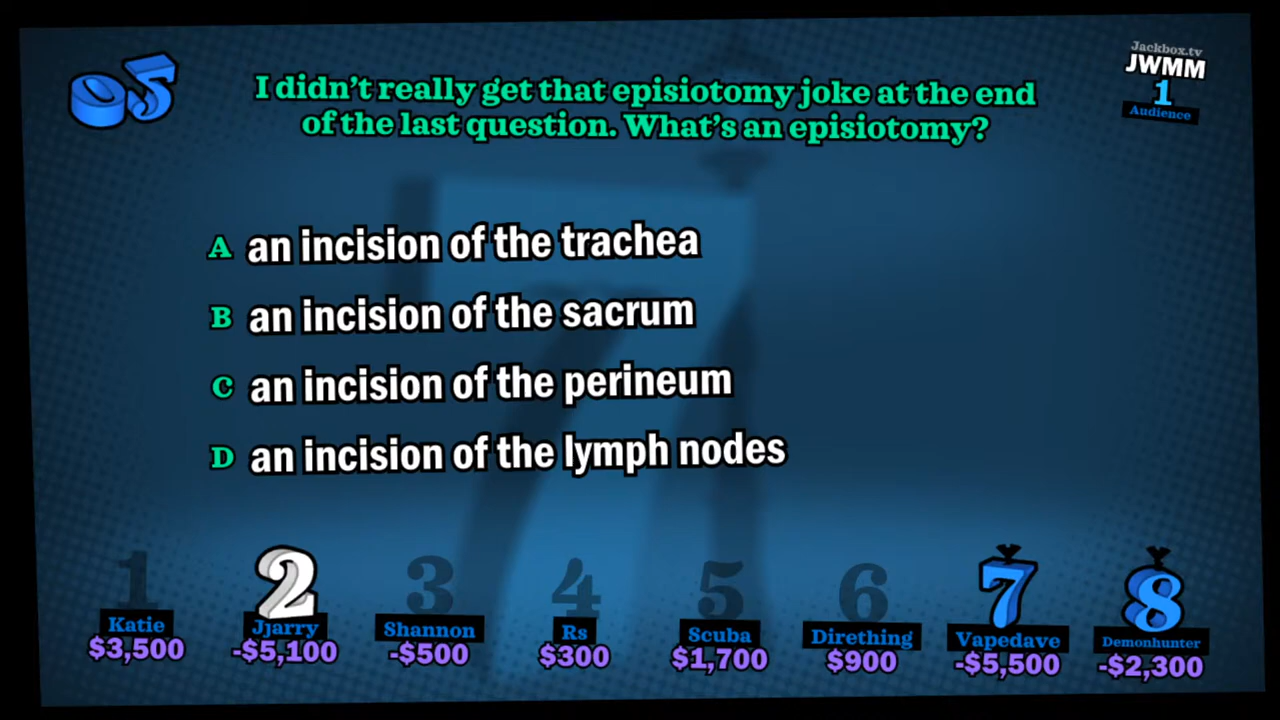 05
I didn't really get that episiotomy joke at the end
of the last question. What's an episiotomy?
Jackbox.tv
JWMM
1
Audience
A an incision of the trachea
B an incision of the sacrum
C an incision of the perineum
D an incision of the lymph nodes
1 2 3 4 5 6 7 8
Katie Jjarry Shannon Rs Scuba Dirething Vapedave Demonhunter
$3,500 -$5,100 -$500 $300 $1,700 $900 -$5,500 -$2,300